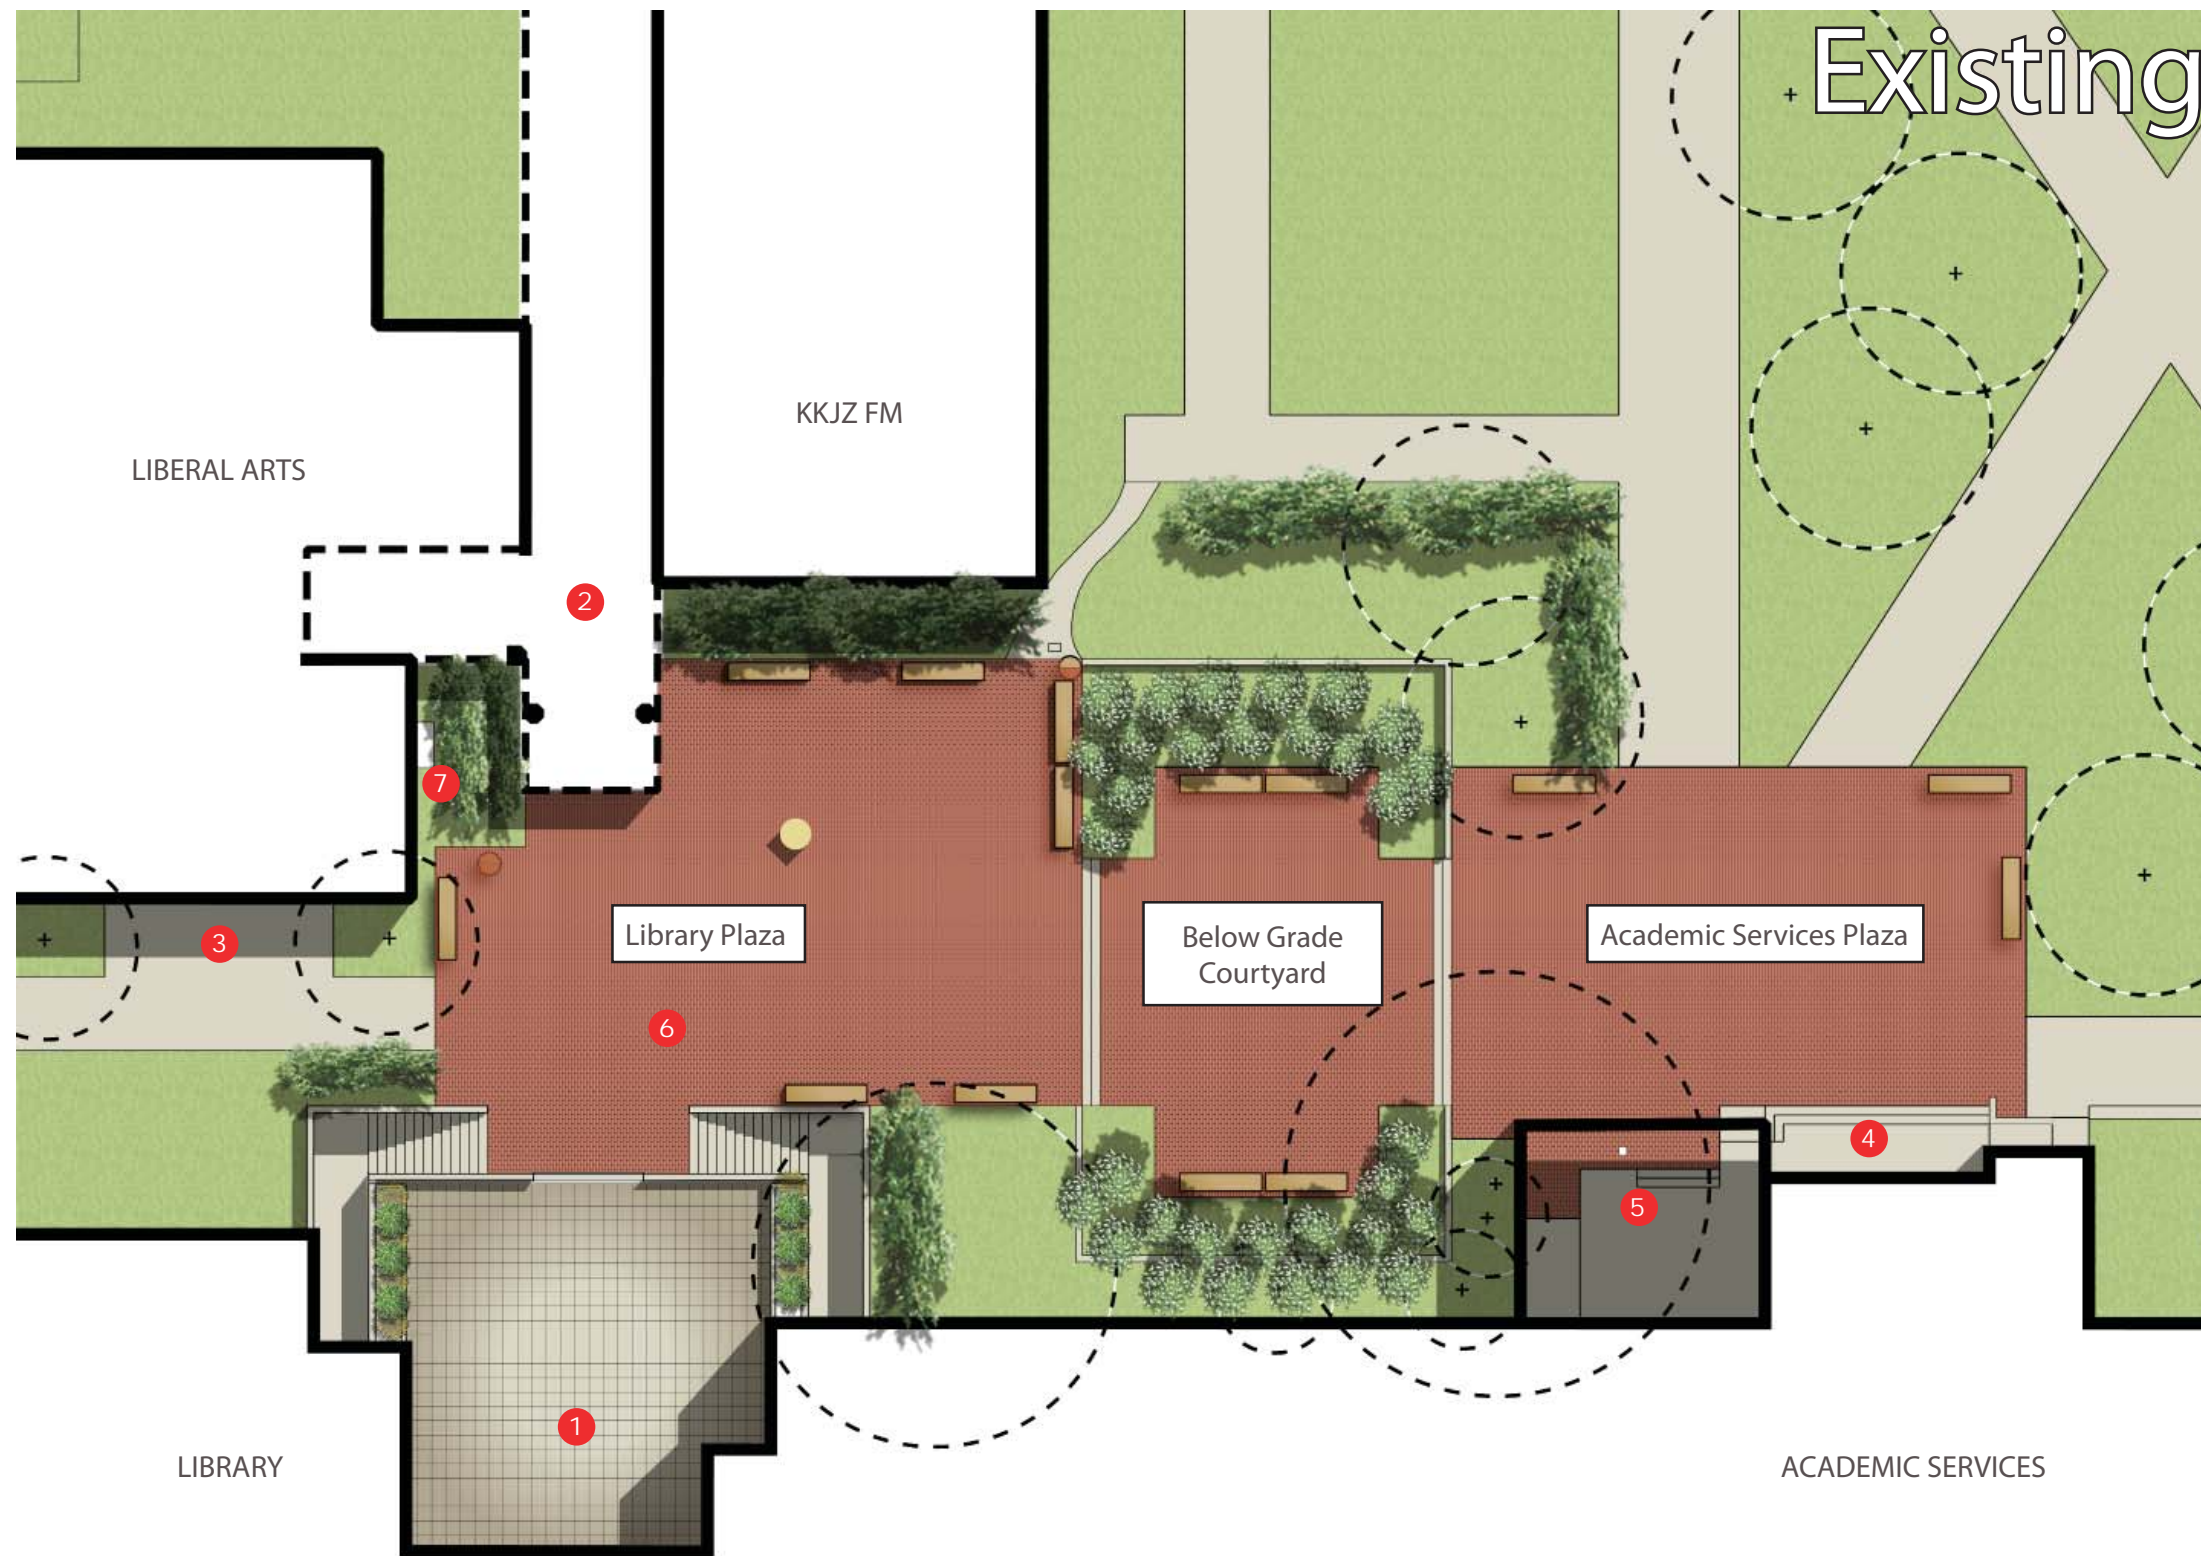 Existing
KKJZ FM
LIBERAL ARTS
2
7
3
Library Plaza
Below Grade
Courtyard
Academic Services Plaza
6
4
5
1
LIBRARY
ACADEMIC SERVICES